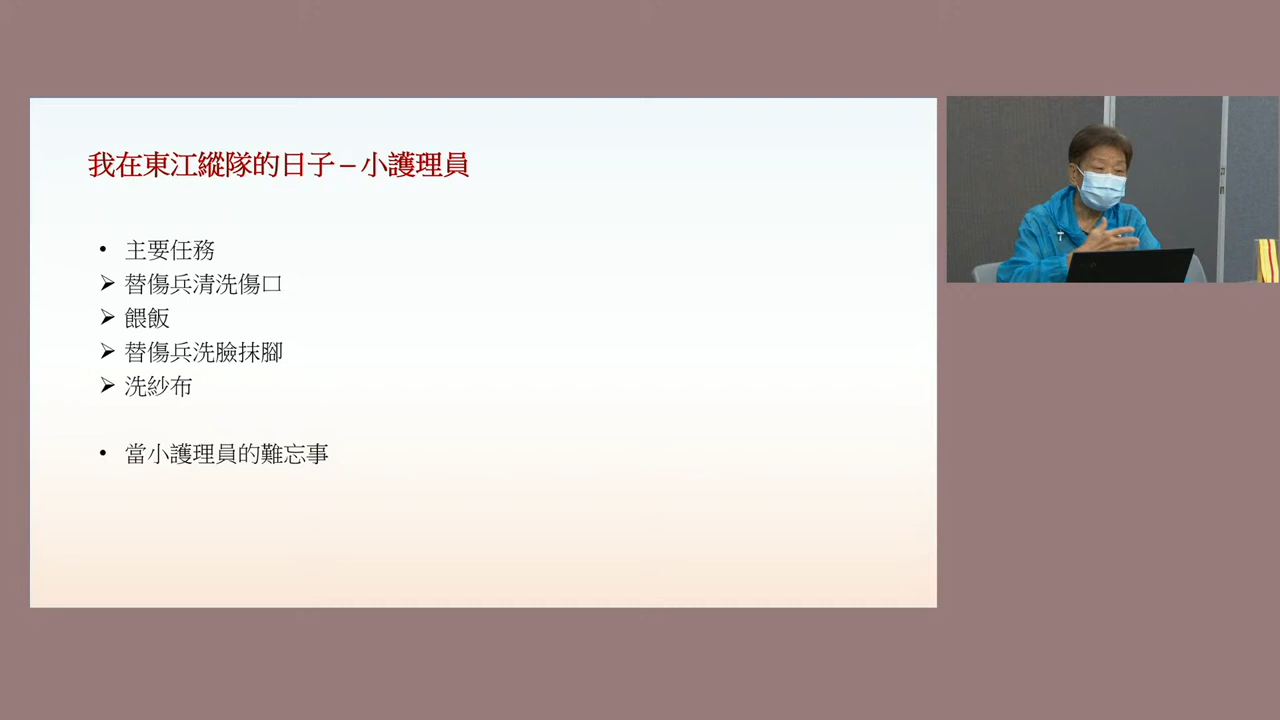 我在東江縱隊的日子 – 小護理員
• 主要任務
➢ 替傷兵清洗傷口
➢ 餵飯
➢ 替傷兵洗臉抹腳
➢ 洗紗布
• 當小護理員的難忘事